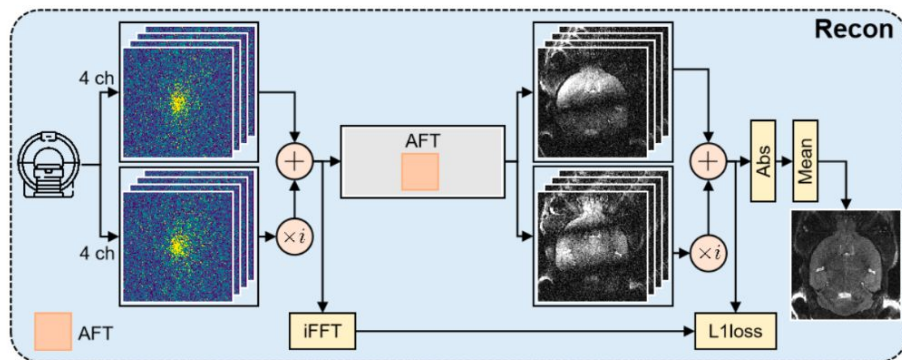 Recon
4 ch
4 ch
+
×i
AFT
+
×i
Abs
Mean
iFFT
L1loss
AFT